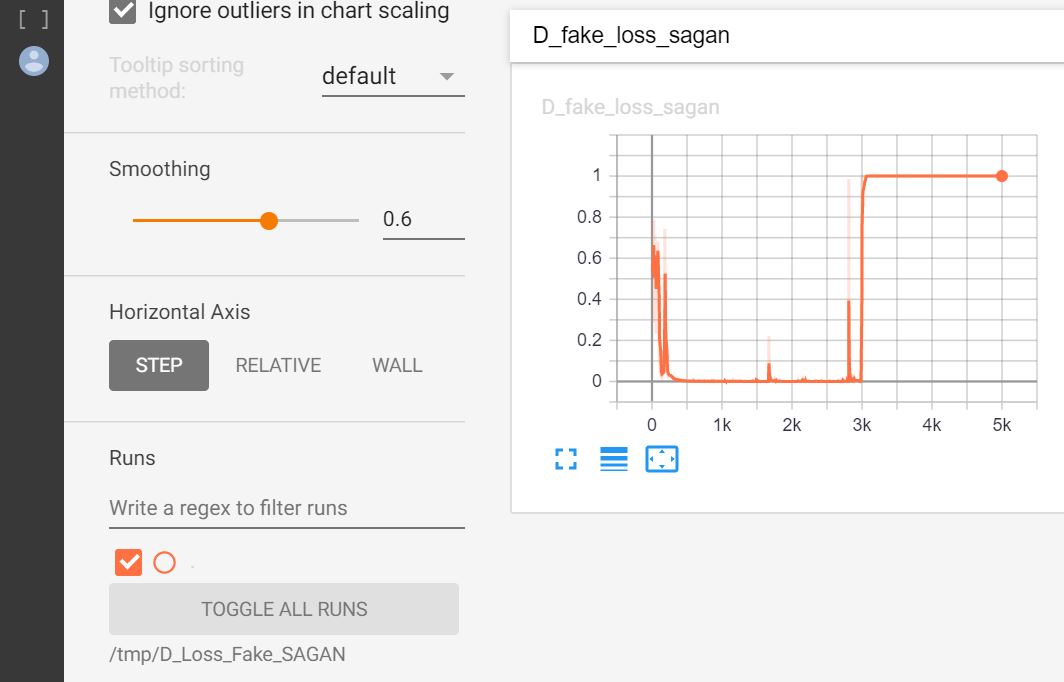 [ ]
Ignore outliers in chart scaling
Tooltip sorting
method:
default
Smoothing
0.6
Horizontal Axis
STEP
RELATIVE
WALL
Runs
Write a regex to filter runs
.
TOGGLE ALL RUNS
/tmp/D_Loss_Fake_SAGAN
D_fake_loss_sagan
D_fake_loss_sagan
1
0.8
0.6
0.4
0.2
0
0 1k 2k 3k 4k 5k